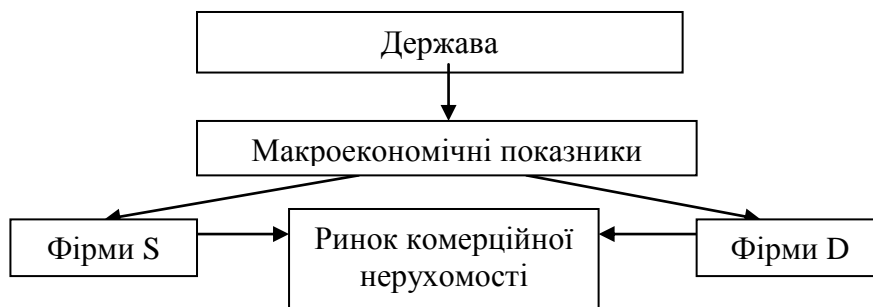 Держава
Макроекономічні показники
Фірми S
Ринок комерційної
нерухомості
Фірми D